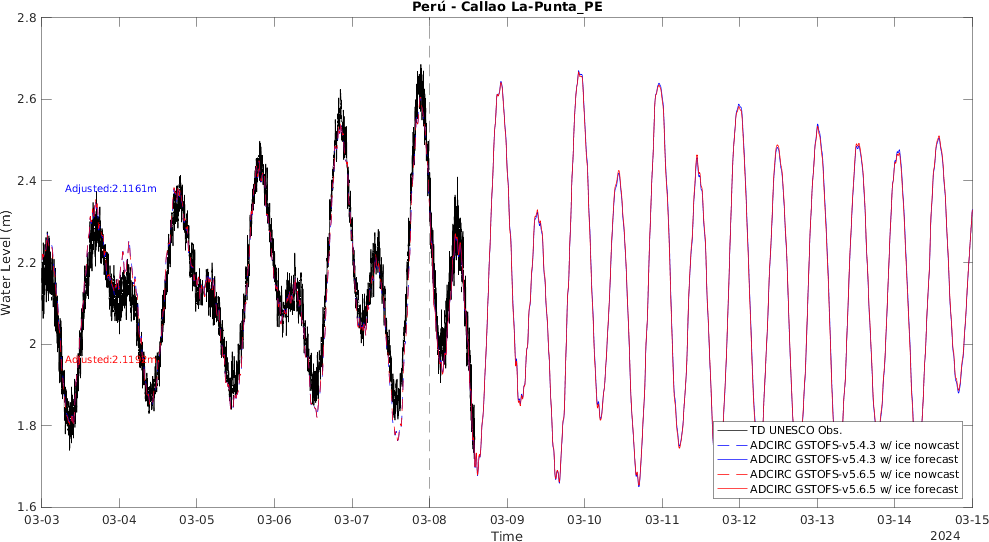 Perú - Callao La-Punta_PE
Water Level (m)
2.8
2.6
2.4
2.2
2
1.8
1.6
Adjusted:2.1161m
TD UNESCO Obs.
ADCIRC GSTOFS-v5.4.3 w/ ice nowcast
ADCIRC GSTOFS-v5.4.3 w/ ice forecast
ADCIRC GSTOFS-v5.6.5 w/ ice nowcast
ADCIRC GSTOFS-v5.6.5 w/ ice forecast
03-03 03-04 03-05 03-06 03-07 03-08 03-09 03-10 03-11 03-12 03-13 03-14 03-15
Time
2024